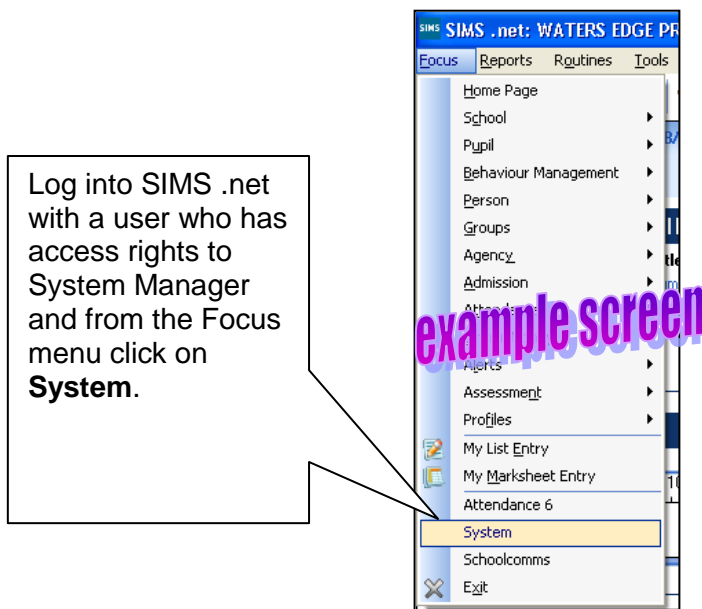 SIMS SIMS .net: WATERS EDGE PR
Focus Reports Routines Tools
Home Page
School
Pupil
Behaviour Management
Person
Groups
Agency
Admission
example screen
Alerts
Assessment
Profiles
My List Entry
My Marksheet Entry
Attendance 6
System
Schoolcomms
Exit
Log into SIMS .net
with a user who has
access rights to
System Manager
and from the Focus
menu click on
System.